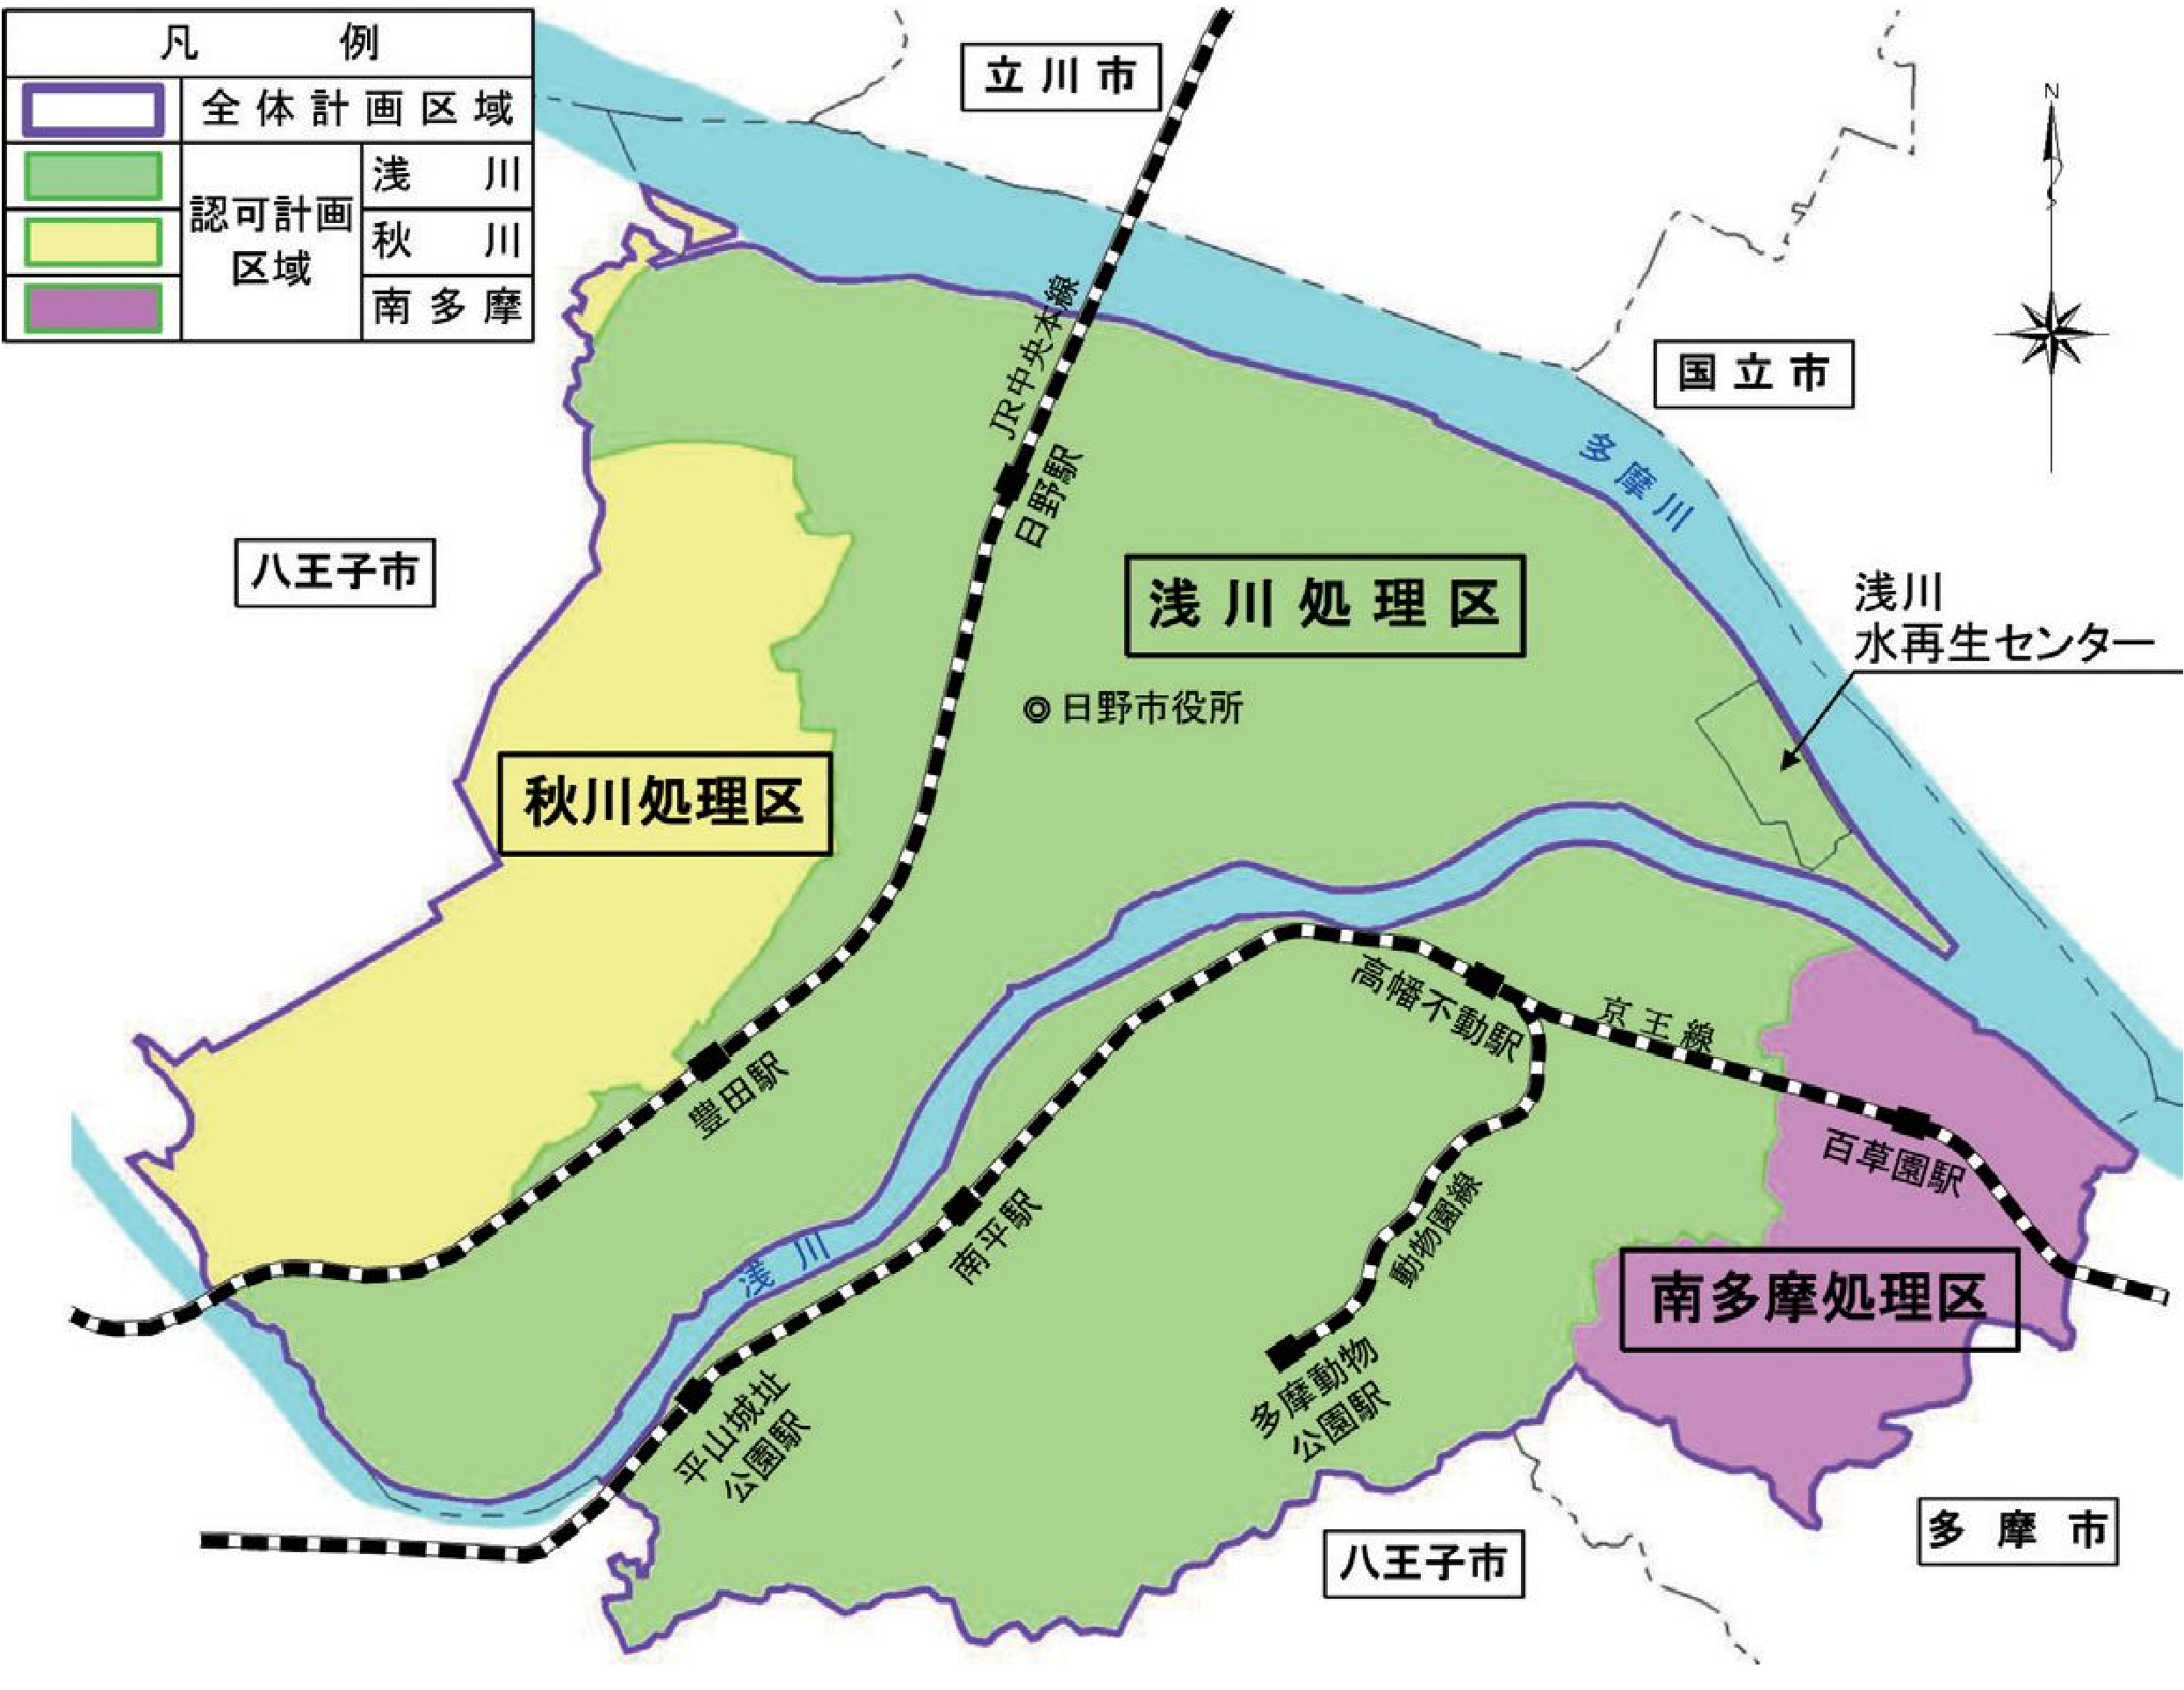 凡 例
全体計画区域
認可計画
区域
浅 川
秋 川
南多摩
立川市
N
国立市
JR中央本線
日野駅
多摩川
八王子市
浅川処理区
浅川
水再生センター
日野市役所
秋川処理区
高幡不動駅
京王線
豊田駅
百草園駅
南平駅
動物園線
浅川
南多摩処理区
多摩動物
公園駅
平山城址
公園駅
八王子市
多摩市